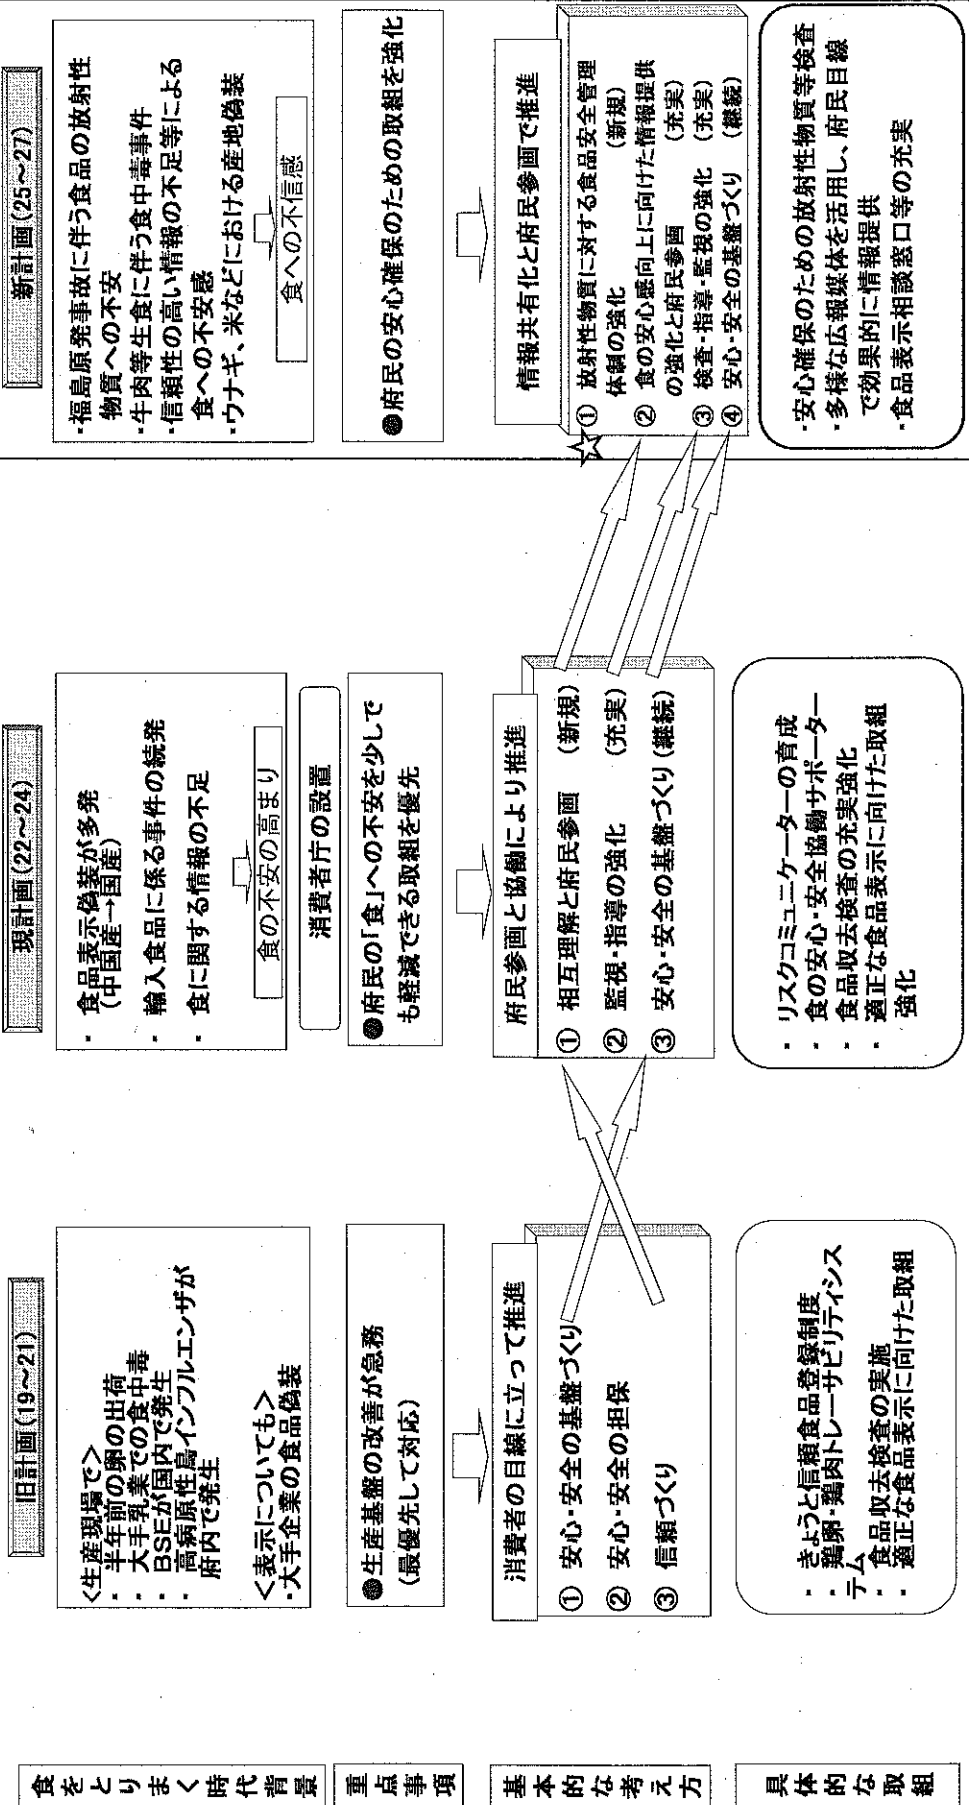 食をとりまく時代背景
重点事項
基本的な考え方
具体的な取組
旧計画(19～21)
<生産現場で>
・ 半年前の卵の出荷
・ 大手乳業での食中毒
・ BSEが国内で発生
・ 高病原性鳥インフルエンザが
府内で発生
<表示についても>
・大手企業の食品偽装
●生産基盤の改善が急務
(最優先して対応)
消費者の目線に立って推進
① 安心・安全の基盤づくり
② 安心・安全の担保
③ 信頼づくり
・ きょうと信頼食品登録制度
・ 鶏卵・鶏肉トレーサビリティシス
テム
・ 食品収去検査の実施
・ 適正な食品表示に向けた取組
現計画(22～24)
・ 食品表示偽装が多発
(中国産→国産)
・ 輸入食品に係る事件の続発
・ 食に関する情報の不足
食の不安の高まり
消費者庁の設置
●府民の「食」への不安を少しで
も軽減できる取組を優先
府民参画と協働により推進
① 相互理解と府民参画 (新規)
② 監視・指導の強化 (充実)
③ 安心・安全の基盤づくり(継続)
・ リスクコミュニケーターの育成
・ 食の安心・安全協働サポーター
・ 食品収去検査の充実強化
・ 適正な食品表示に向けた取組
強化
新計画(25～27)
・福島原発事故に伴う食品の放射性
物質への不安
・牛肉等生食に伴う食中毒事件
・信頼性の高い情報の不足等による
食への不安感
・ウナギ、米などにおける産地偽装
食への不信感
●府民の安心確保のための取組を強化
情報共有化と府民参画で推進
☆① 放射性物質に対する食品安全管理
体制の強化 (新規)
② 食の安心感向上に向けた情報提供
の強化と府民参画 (充実)
③ 検査・指導・監視の強化 (充実)
④ 安心・安全の基盤づくり (継続)
・安心確保のための放射性物質等検査
・多様な広報媒体を活用し、府民目線
で効果的に情報提供
・食品表示相談窓口等の充実